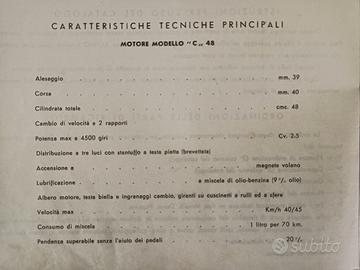 CARATTERISTICHE TECNICHE PRINCIPALI
MOTORE MODELLO "C„ 48
Alesaggio mm. 39
Corsa mm. 40
Cilindrata totale cmc. 48
Cambio di velocità a 2 rapporti
Potenza max a 4500 giri Cv. 2.5
Distribuzione a tre luci con stantuffo a testa piatta (brevettata)
Accensione a magnete volano
Lubrificazione a miscela di olio-benzina (9% olio)
Albero motore, testa biella e ingranaggi cambio, giranti su cuscinetti a rulli ed a sfere
Velocità max Km/h 40/45
Consumo di miscela 1 litro per 70 km.
Pendenza superabile senza l'aiuto dei pedali 20%
subito